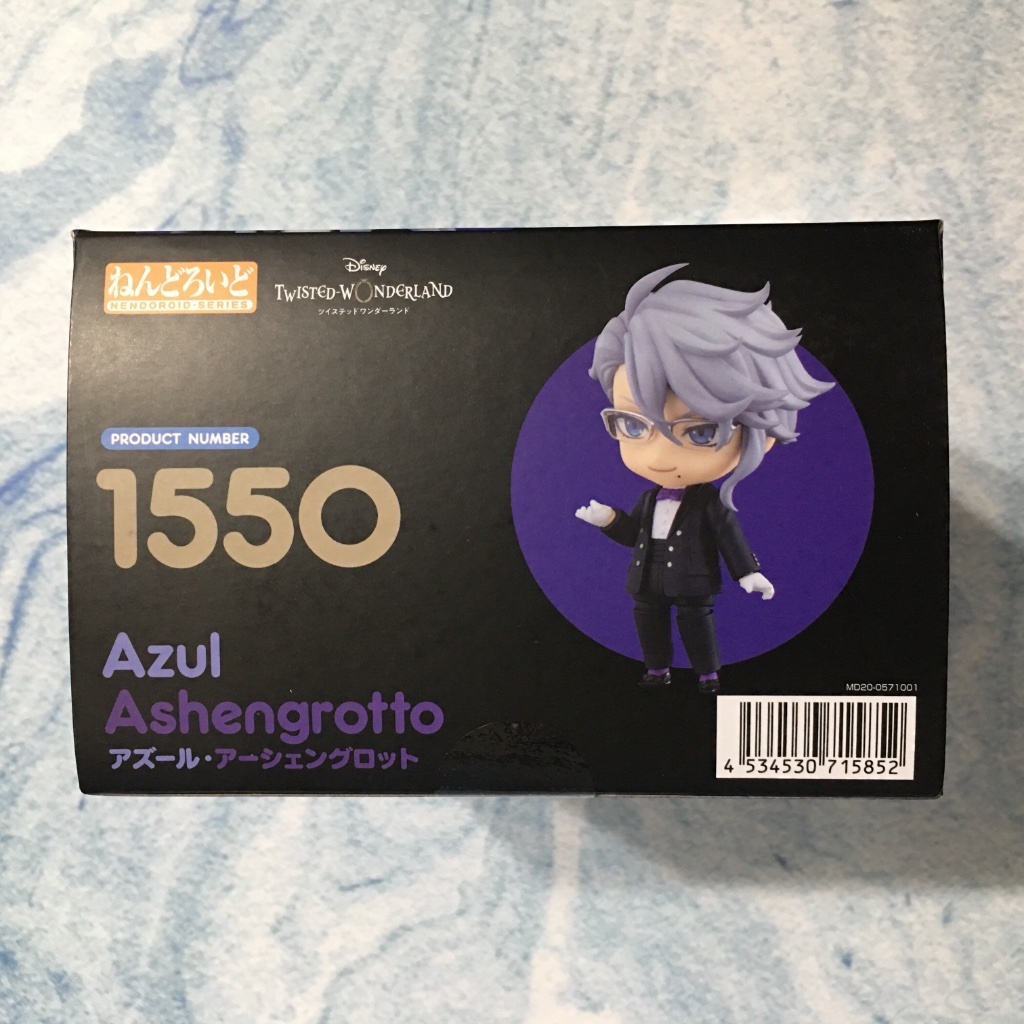 ねんどろいど
NENDOROID-SERIES
Disney
TWISTED-WONDERLAND
ツイステッドワンダーランド
PRODUCT NUMBER
1550
Azul
Ashengrotto
アズール・アーシェングロット
MD20-0571001
4 534530 715852